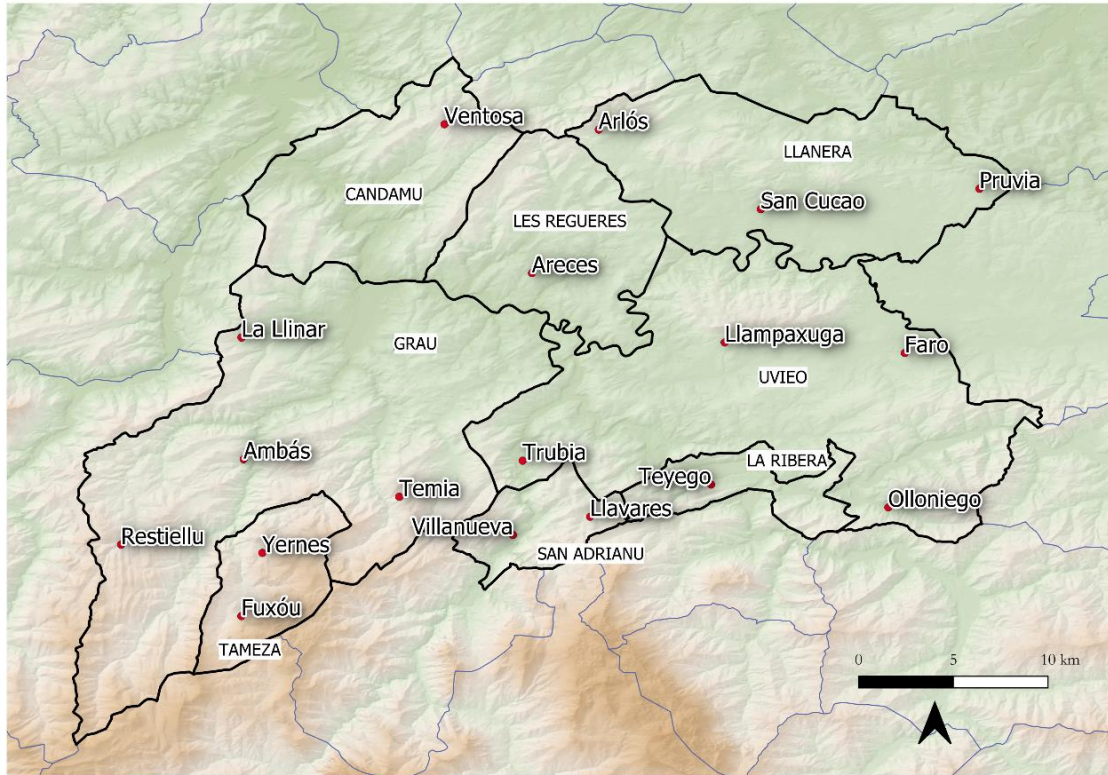 Ventosa
Arlós
LLANERA
Pruvia
CANDAMU
San Cucao
LES REGUERES
Areces
La Llinar
GRAU
Llampaxuga
Faro
UVIEO
Ambás
Trubia
LA RIBERA
Teyego
Temia
Llavares
Olloniego
Villanueva
Restiellu
Yernes
SAN ADRIANU
Fuxóu
TAMEZA
0 5 10 km